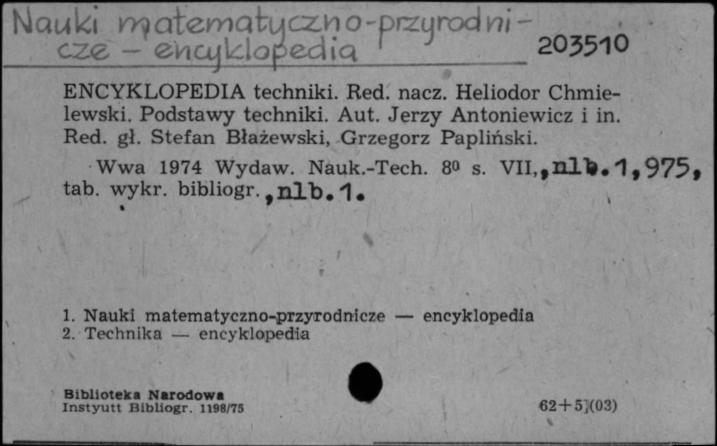 Nauki matematyczno-przyrodni-
cze - encyklopedia
203510
ENCYKLOPEDIA techniki. Red. nacz. Heliodor Chmie-
lewski. Podstawy techniki. Aut. Jerzy Antoniewicz i in.
Red. gł. Stefan Błażewski, Grzegorz Papliński.
Wwa 1974 Wydaw. Nauk.-Tech. 8⁰ s. VII,,nlb.1,975,
tab. wykr. bibliogr.,nlb.1.
1. Nauki matematyczno-przyrodnicze — encyklopedia
2. Technika — encyklopedia
Biblioteka Narodowa
Instyutt Bibliogr. 1198/75
62+5](03)